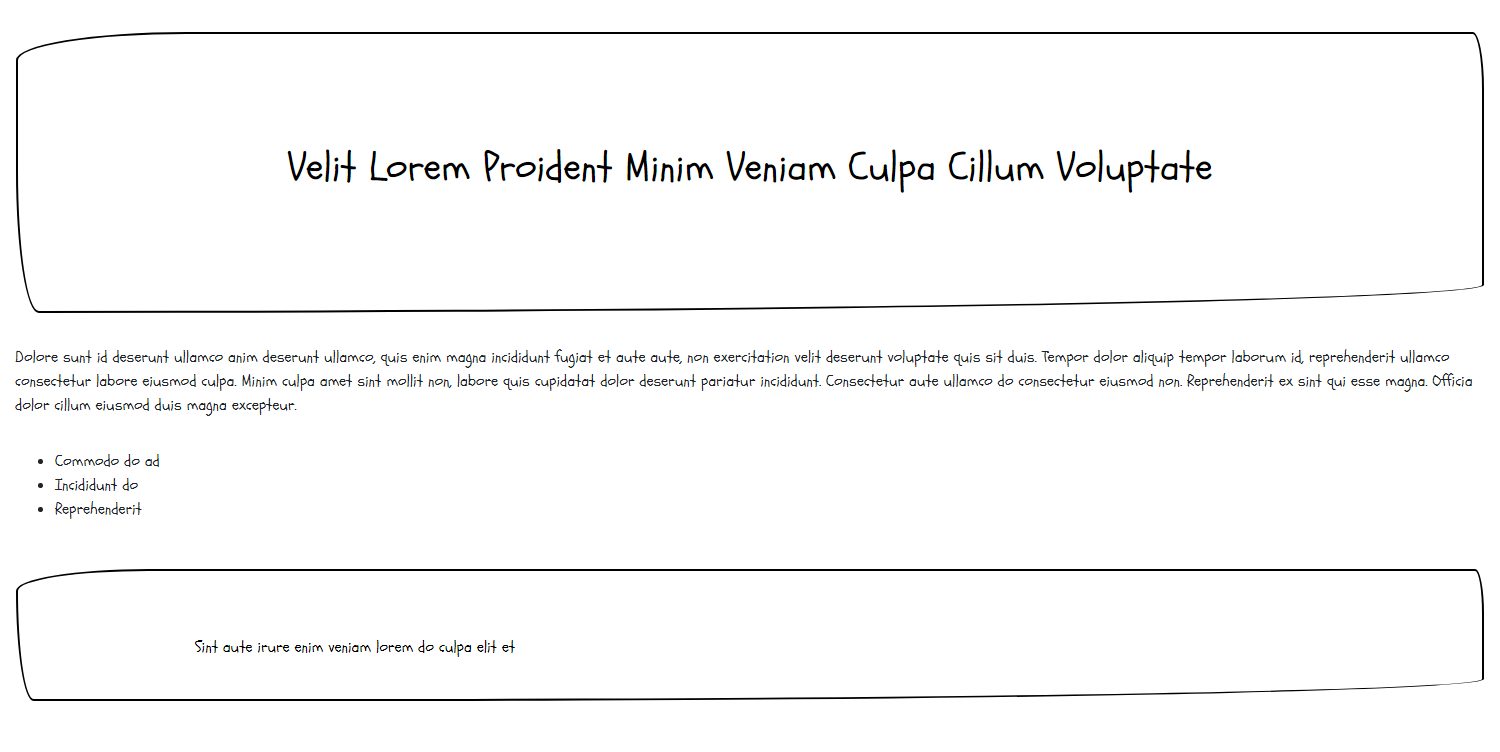 Velit Lorem Proident Minim Veniam Culpa Cillum Voluptate
Dolore sunt id deserunt ullamco anim deserunt ullamco, quis enim magna incididunt fugiat et aute aute, non exercitation velit deserunt voluptate quis sit duis. Tempor dolor aliquip tempor laborum id, reprehenderit ullamco
consectetur labore eiusmod culpa. Minim culpa amet sint mollit non, labore quis cupidatat dolor deserunt pariatur incididunt. Consectetur aute ullamco do consectetur eiusmod non. Reprehenderit ex sint qui esse magna. Officia
dolor cillum eiusmod duis magna excepteur.
• Commodo do ad
• Incididunt do
• Reprehenderit
Sint aute irure enim veniam lorem do culpa elit et